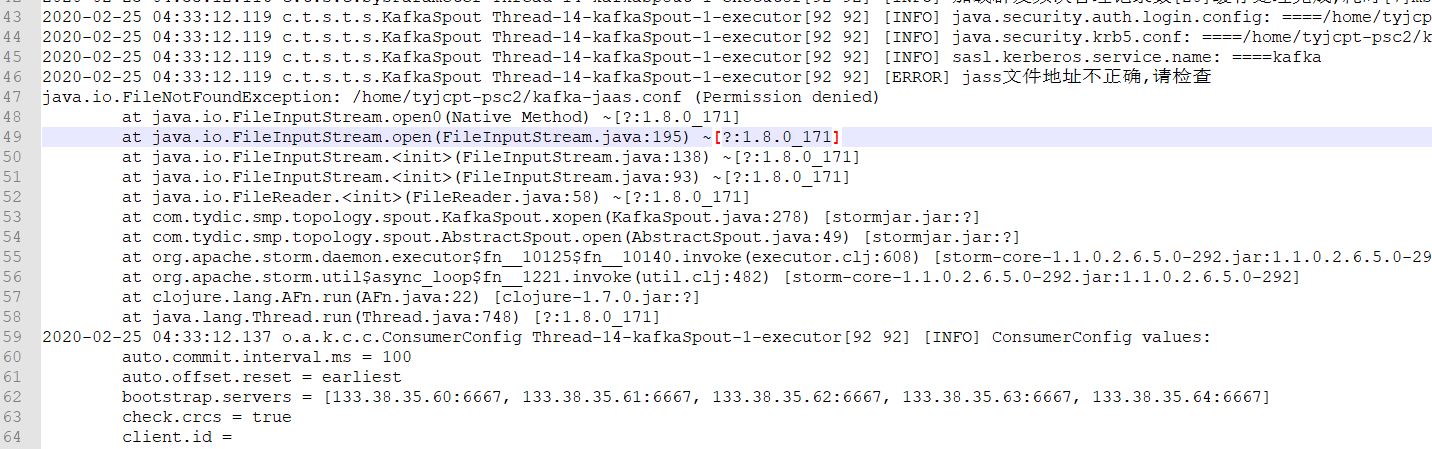 43 2020-02-25 04:33:12.119 c.t.s.t.s.KafkaSpout Thread-14-kafkaSpout-1-executor[92 92] [INFO] java.security.auth.login.config: ====/home/tyjcp
44 2020-02-25 04:33:12.119 c.t.s.t.s.KafkaSpout Thread-14-kafkaSpout-1-executor[92 92] [INFO] java.security.krb5.conf: ====/home/tyjcpt-psc2/k
45 2020-02-25 04:33:12.119 c.t.s.t.s.KafkaSpout Thread-14-kafkaSpout-1-executor[92 92] [INFO] sasl.kerberos.service.name: ====kafka
46 2020-02-25 04:33:12.119 c.t.s.t.s.KafkaSpout Thread-14-kafkaSpout-1-executor[92 92] [ERROR] jass文件地址不正确,请检查
47 java.io.FileNotFoundException: /home/tyjcpt-psc2/kafka-jaas.conf (Permission denied)
48 at java.io.FileInputStream.open0(Native Method) ~[?:1.8.0_171]
49 at java.io.FileInputStream.open(FileInputStream.java:195) ~[?:1.8.0_171]
50 at java.io.FileInputStream.<init>(FileInputStream.java:138) ~[?:1.8.0_171]
51 at java.io.FileInputStream.<init>(FileInputStream.java:93) ~[?:1.8.0_171]
52 at java.io.FileReader.<init>(FileReader.java:58) ~[?:1.8.0_171]
53 at com.tydic.smp.topology.spout.KafkaSpout.xopen(KafkaSpout.java:278) [stormjar.jar:?]
54 at com.tydic.smp.topology.spout.AbstractSpout.open(AbstractSpout.java:49) [stormjar.jar:?]
55 at org.apache.storm.daemon.executor$fn__10125$fn__10140.invoke(executor.clj:608) [storm-core-1.1.0.2.6.5.0-292.jar:1.1.0.2.6.5.0-29
56 at org.apache.storm.util$async_loop$fn__1221.invoke(util.clj:482) [storm-core-1.1.0.2.6.5.0-292.jar:1.1.0.2.6.5.0-292]
57 at clojure.lang.AFn.run(AFn.java:22) [clojure-1.7.0.jar:?]
58 at java.lang.Thread.run(Thread.java:748) [?:1.8.0_171]
59 2020-02-25 04:33:12.137 o.a.k.c.c.ConsumerConfig Thread-14-kafkaSpout-1-executor[92 92] [INFO] ConsumerConfig values:
60 auto.commit.interval.ms = 100
61 auto.offset.reset = earliest
62 bootstrap.servers = [133.38.35.60:6667, 133.38.35.61:6667, 133.38.35.62:6667, 133.38.35.63:6667, 133.38.35.64:6667]
63 check.crcs = true
64 client.id =